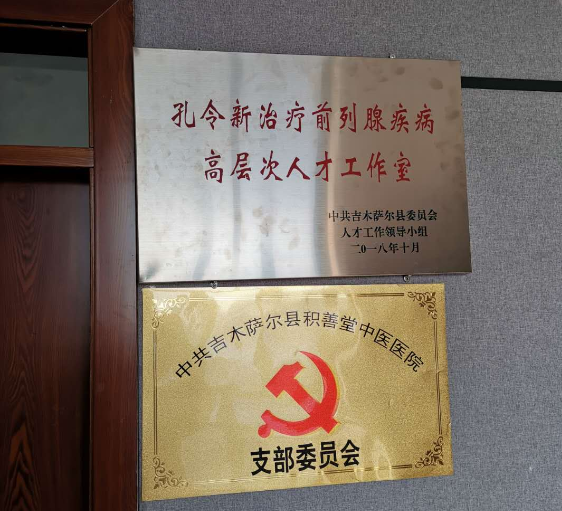 孔令新治疗前列腺疾病
高层次人才工作室
中共吉木萨尔县委员会
人才工作领导小组
二0一八年十月
中共吉木萨尔县积善堂中医医院
支部委员会